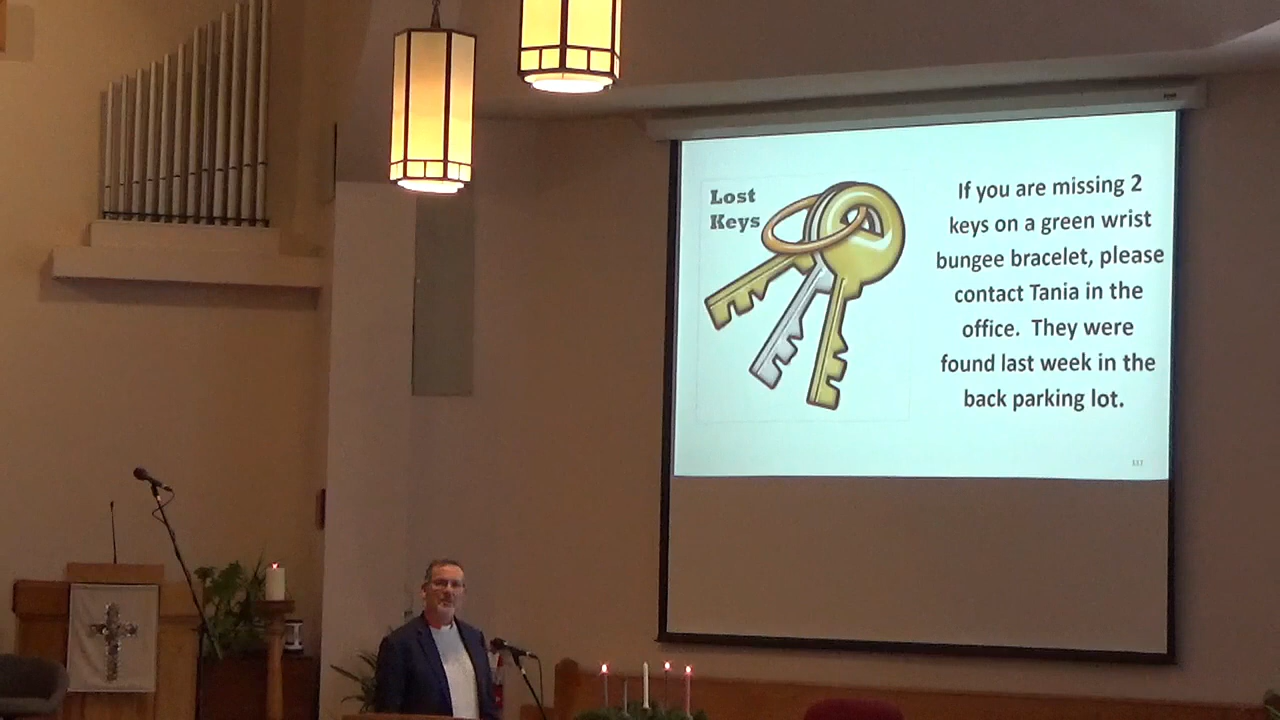 Lost
Keys
If you are missing 2
keys on a green wrist
bungee bracelet, please
contact Tania in the
office. They were
found last week in the
back parking lot.